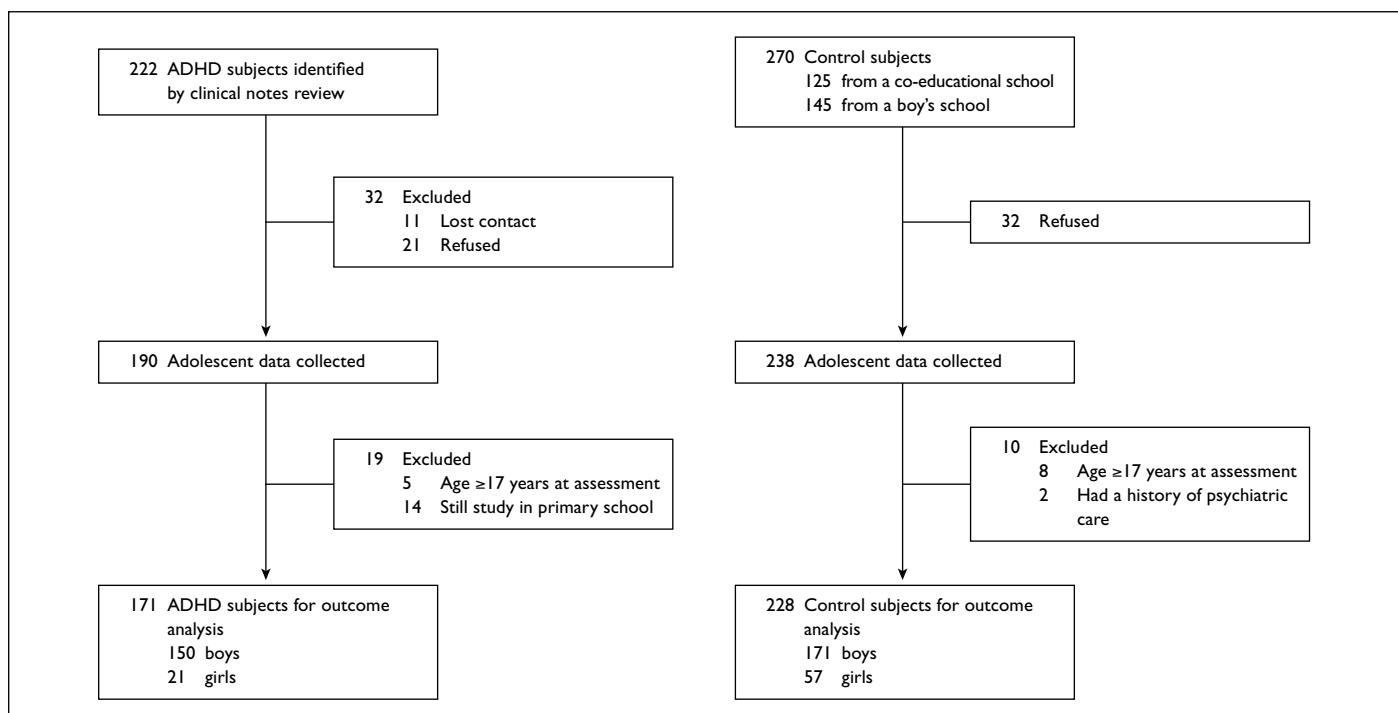 222 ADHD subjects identified
by clinical notes review
32 Excluded
11 Lost contact
21 Refused
190 Adolescent data collected
19 Excluded
5 Age ≥17 years at assessment
14 Still study in primary school
171 ADHD subjects for outcome
analysis
150 boys
21 girls
270 Control subjects
125 from a co-educational school
145 from a boy's school
32 Refused
238 Adolescent data collected
10 Excluded
8 Age ≥17 years at assessment
2 Had a history of psychiatric
care
228 Control subjects for outcome
analysis
171 boys
57 girls